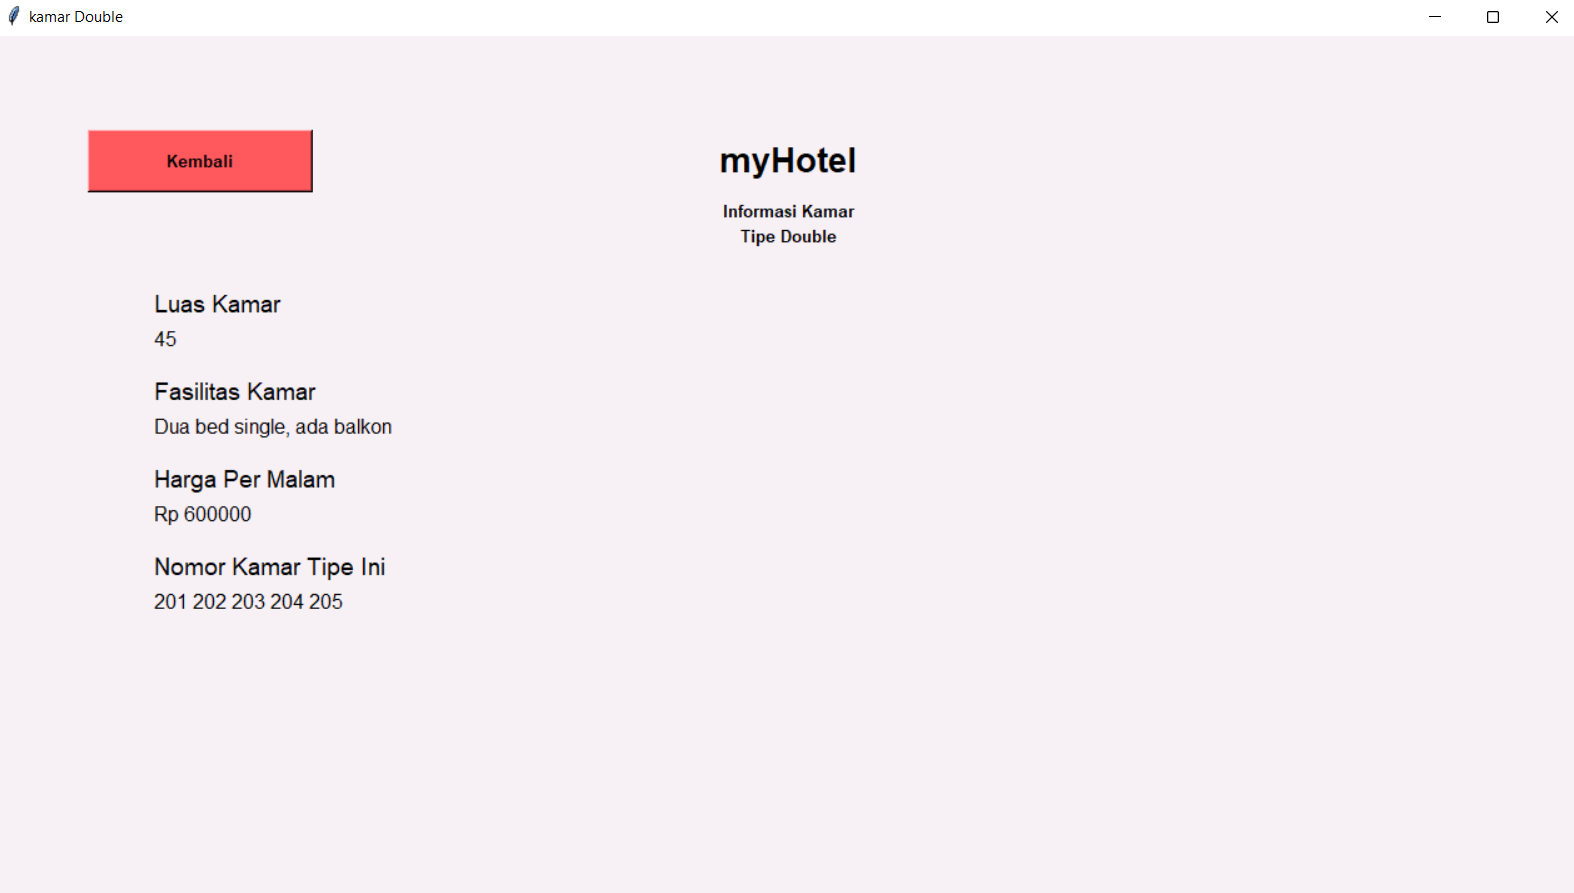 kamar Double
Kembali
myHotel
Informasi Kamar
Tipe Double
Luas Kamar
45
Fasilitas Kamar
Dua bed single, ada balkon
Harga Per Malam
Rp 600000
Nomor Kamar Tipe Ini
201 202 203 204 205